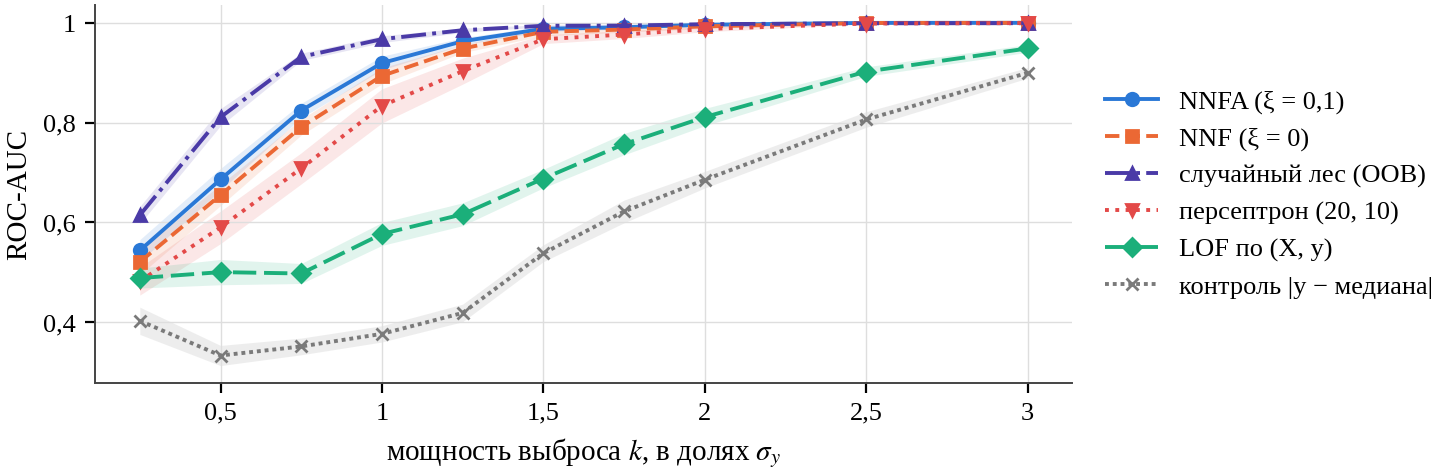 ROC-AUC
1
0,8
0,6
0,4
0,5
1
1,5
2
2,5
3
мощность выброса k, в долях σy
NNFA (ξ = 0,1)
NNF (ξ = 0)
случайный лес (OOB)
персептрон (20, 10)
LOF по (X, y)
контроль |y − медиана|